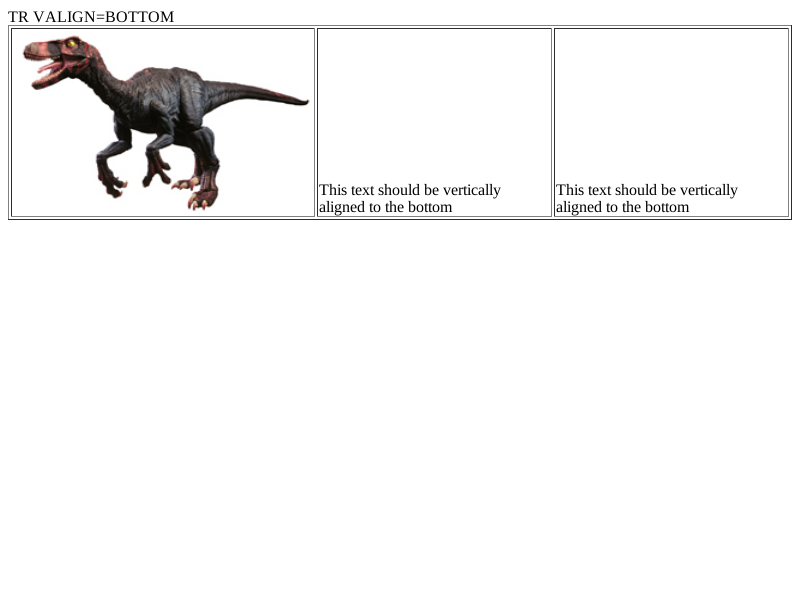 TR VALIGN=BOTTOM
This text should be vertically
aligned to the bottom
This text should be vertically
aligned to the bottom